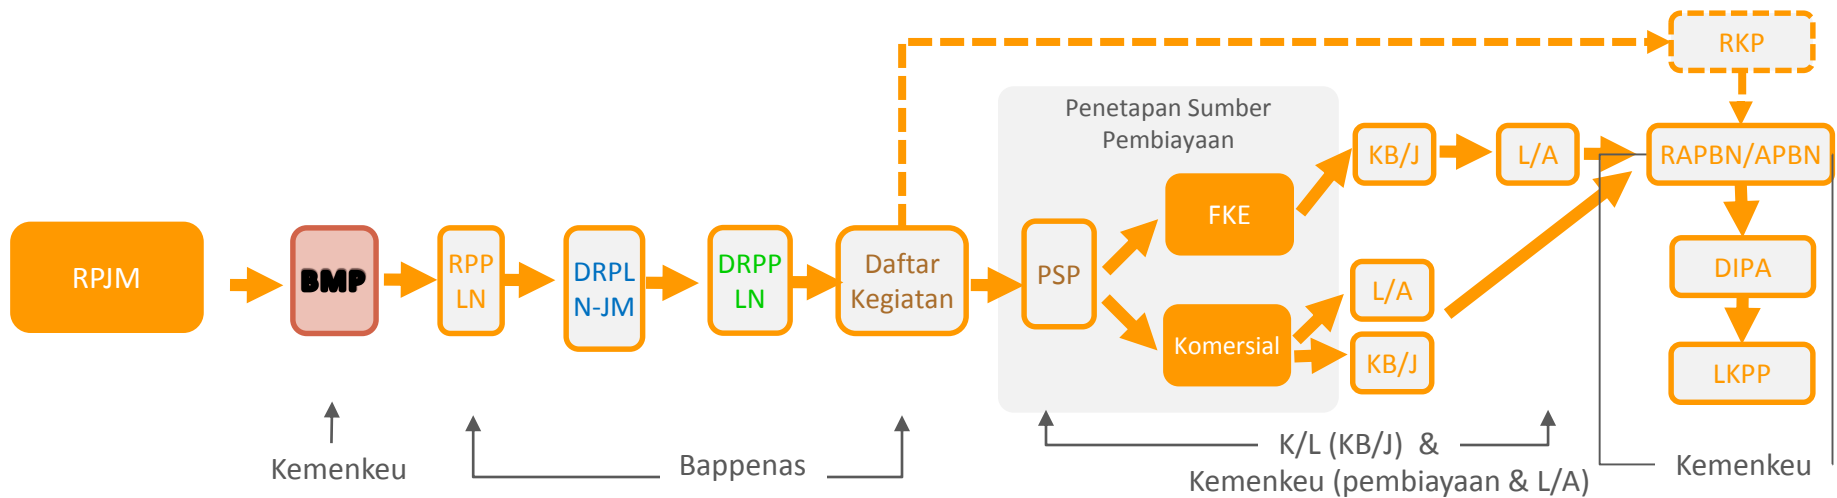 RPJM
BMP
RPP
LN
DRPL
N-JM
DRPP
LN
Daftar
Kegiatan
RKP
Penetapan Sumber
Pembiayaan
PSP
FKE
Komersial
KB/J
L/A
L/A
KB/J
RAPBN/APBN
DIPA
LKPP
Kemenkeu
Bappenas
K/L (KB/J) &
Kemenkeu (pembiayaan & L/A)
Kemenkeu